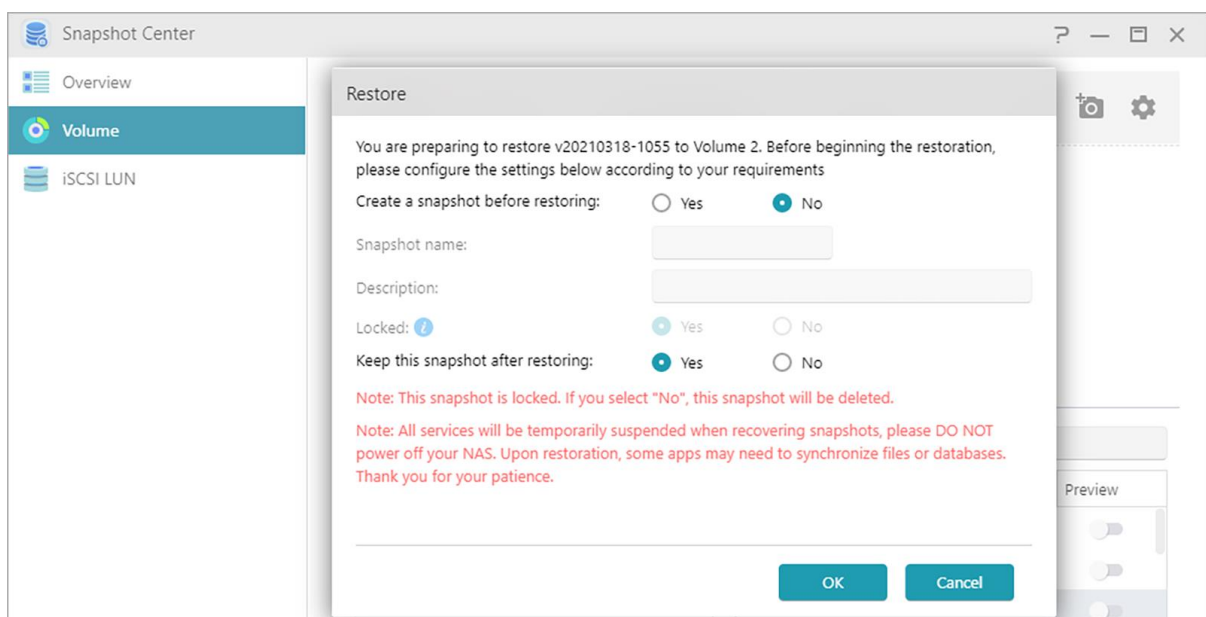 Snapshot Center
Overview
Volume
iSCSI LUN
Restore
You are preparing to restore v20210318-1055 to Volume 2. Before beginning the restoration,
please configure the settings below according to your requirements
Create a snapshot before restoring: Yes No
Snapshot name:
Description:
Locked: Yes No
Keep this snapshot after restoring: Yes No
Note: This snapshot is locked. If you select "No", this snapshot will be deleted.
Note: All services will be temporarily suspended when recovering snapshots, please DO NOT
power off your NAS. Upon restoration, some apps may need to synchronize files or databases.
Thank you for your patience.
Preview
OK Cancel